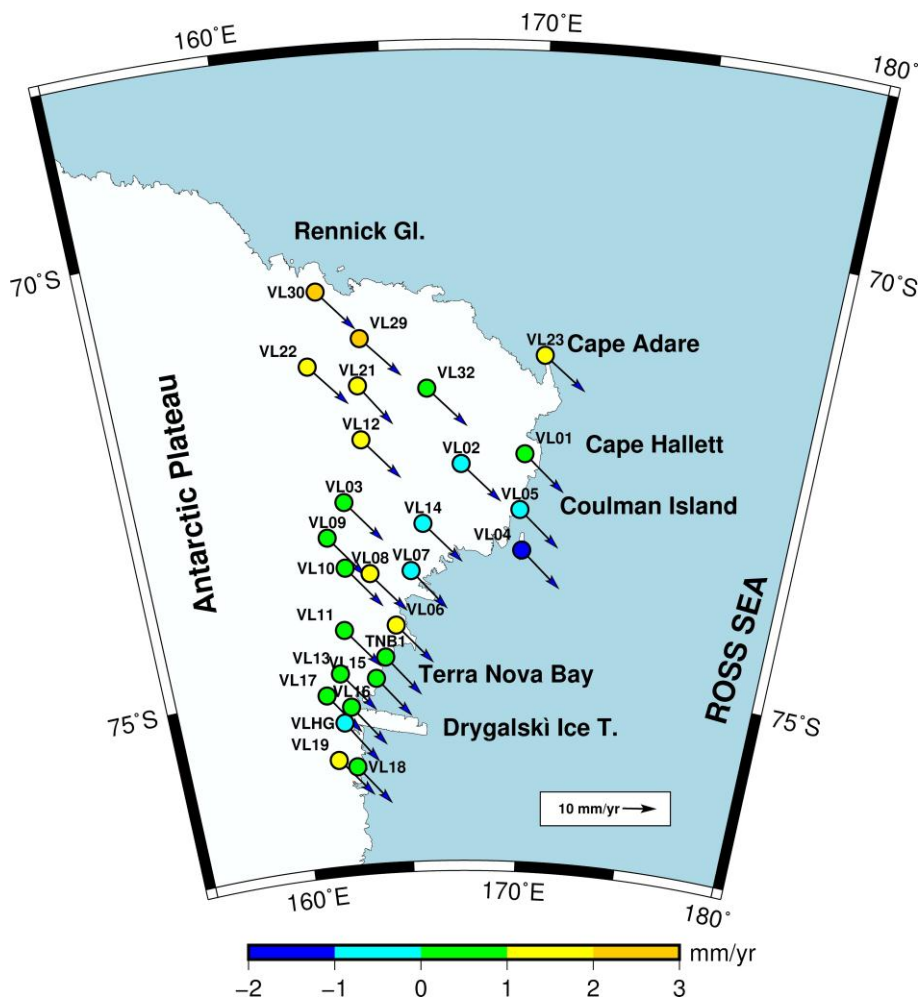 160˚E
170˚E
180˚
70˚S
70˚S
Rennick Gl.
VL30
VL29
VL23
Cape Adare
VL22
VL21
VL32
VL12
VL02
VL01
Cape Hallett
VL03
VL14
VL05
Coulman Island
VL09
VL04
VL10
VL08
VL07
Antarctic Plateau
VL06
VL11
TNB1
VL13
VL15
Terra Nova Bay
VL17
VL16
VLHG
Drygalskì Ice T.
VL19
VL18
ROSS SEA
75˚S
75˚S
10 mm/yr
160˚E
170˚E
180˚
mm/yr
−2 −1 0 1 2 3